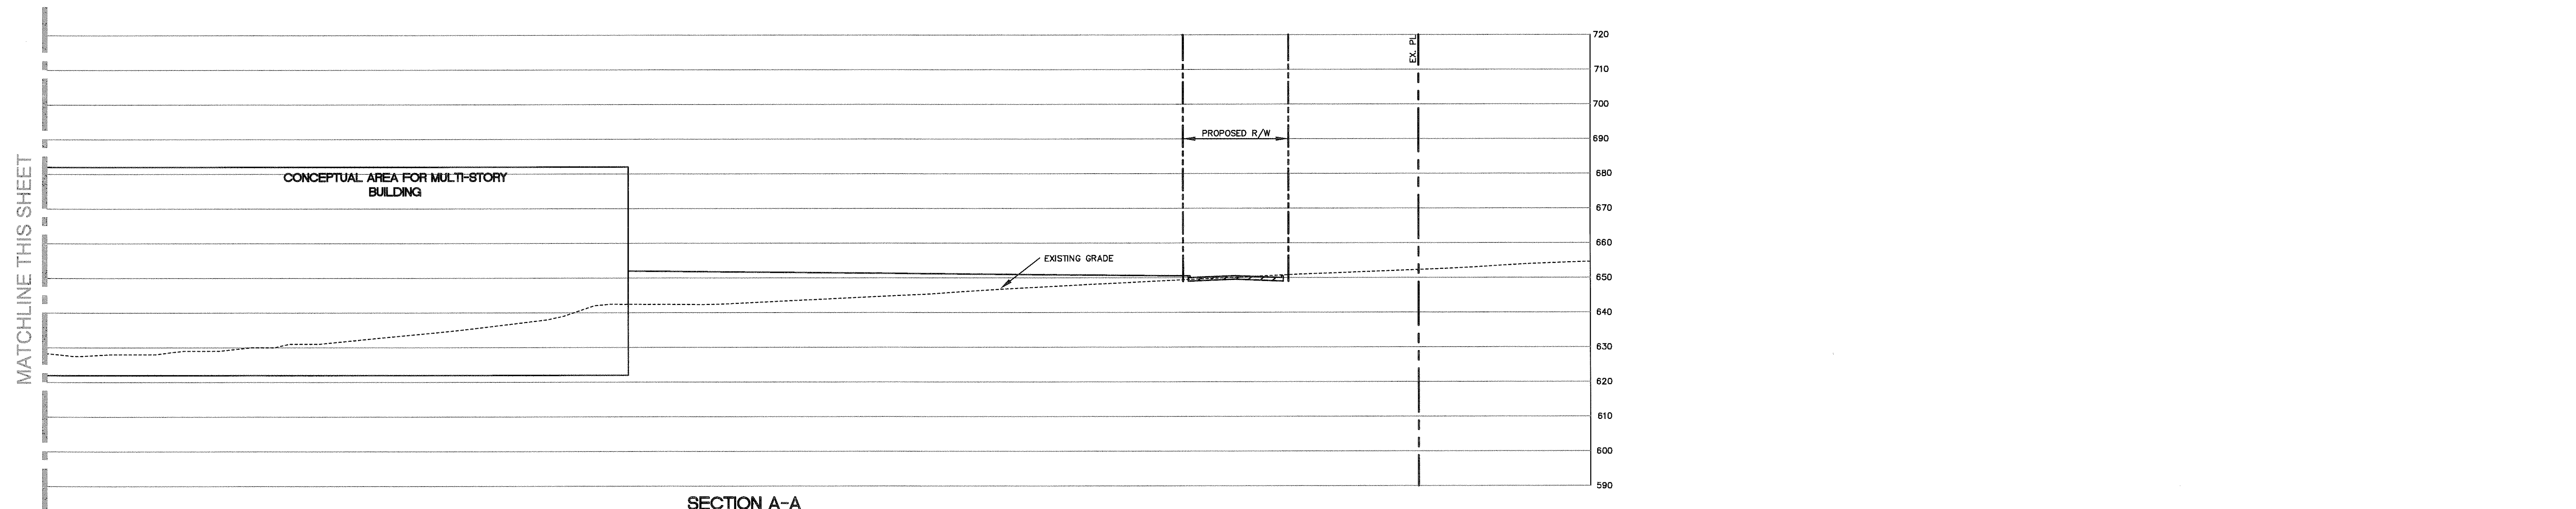 MATCHLINE THIS SHEET
CONCEPTUAL AREA FOR MULTI-STORY
BUILDING
EXISTING GRADE
PROPOSED R/W
EX. PL
720
710
700
690
680
670
660
650
640
630
620
610
600
590
SECTION A-A